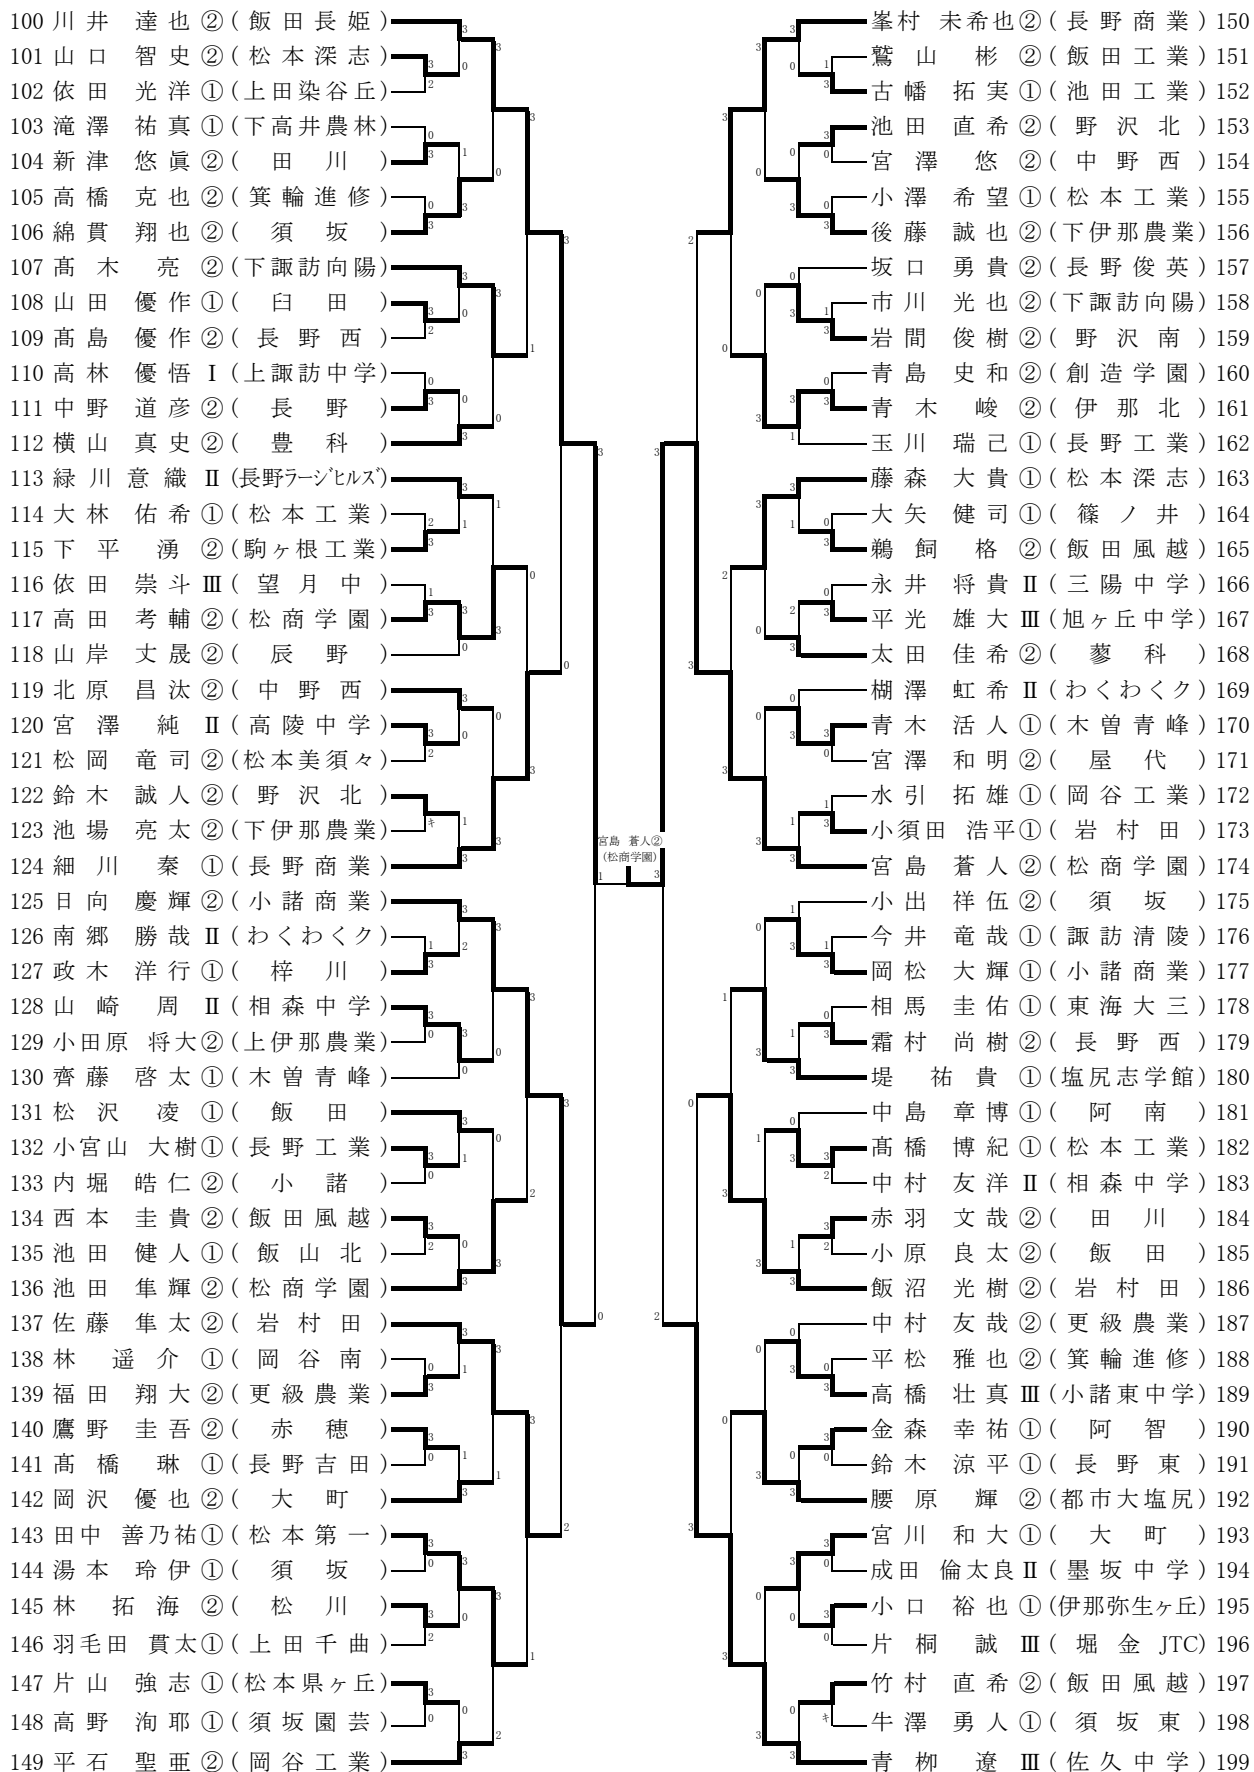 100 川井 達也 ② (飯田長姫)
101 山口 智史 ② (松本深志)
102 依田 光洋 ① (上田染谷丘)
103 滝澤 祐真 ① (下高井農林)
104 新津 悠眞 ② (田川)
105 高橋 克也 ② (箕輪進修)
106 綿貫 翔也 ② (須坂)
107 髙木 亮 ② (下諏訪向陽)
108 山田 優作 ① (臼田)
109 髙島 優作 ② (長野西)
110 高林 優悟 Ⅰ (上諏訪中学)
111 中野 道彦 ② (長野)
112 横山 真史 ② (豊科)
113 緑川 意織 Ⅱ (長野ラージヒルズ)
114 大林 佑希 ① (松本工業)
115 下平 湧 ② (駒ヶ根工業)
116 依田 崇斗 Ⅲ (望月中)
117 高田 考輔 ② (松商学園)
118 山岸 丈晟 ② (辰野)
119 北原 昌汰 ② (中野西)
120 宮澤 純 Ⅱ (高陵中学)
121 松岡 竜司 ② (松本美須々)
122 鈴木 誠人 ② (野沢北)
123 池場 亮太 ② (下伊那農業)
124 細川 秦 ① (長野商業)
125 日向 慶輝 ② (小諸商業)
126 南郷 勝哉 Ⅱ (わくわくク)
127 政木 洋行 ① (梓川)
128 山崎 周 Ⅱ (相森中学)
129 小田原 将大 ② (上伊那農業)
130 齊藤 啓太 ① (木曽青峰)
131 松沢 凌 ① (飯田)
132 小宮山 大樹 ① (長野工業)
133 内堀 皓仁 ② (小諸)
134 西本 圭貴 ② (飯田風越)
135 池田 健人 ① (飯山北)
136 池田 隼輝 ② (松商学園)
137 佐藤 隼太 ② (岩村田)
138 林 遥介 ① (岡谷南)
139 福田 翔大 ② (更級農業)
140 鷹野 圭吾 ② (赤穂)
141 髙橋 琳 ① (長野吉田)
142 岡沢 優也 ② (大町)
143 田中 善乃祐 ① (松本第一)
144 湯本 玲伊 ① (須坂)
145 林 拓海 ② (松川)
146 羽毛田 貫太 ① (上田千曲)
147 片山 強志 ① (松本県ヶ丘)
148 高野 洵耶 ① (須坂園芸)
149 平石 聖亜 ② (岡谷工業)
宮島 蒼人②
(松商学園)
峯村 未希也 ② (長野商業) 150
鷲山 彬 ② (飯田工業) 151
古幡 拓実 ① (池田工業) 152
池田 直希 ② (野沢北) 153
宮澤 悠 ② (中野西) 154
小澤 希望 ① (松本工業) 155
後藤 誠也 ② (下伊那農業) 156
坂口 勇貴 ② (長野俊英) 157
市川 光也 ② (下諏訪向陽) 158
岩間 俊樹 ② (野沢南) 159
青島 史和 ② (創造学園) 160
青木 峻 ② (伊那北) 161
玉川 瑞己 ① (長野工業) 162
藤森 大貴 ① (松本深志) 163
大矢 健司 ① (篠ノ井) 164
鵜飼 格 ② (飯田風越) 165
永井 将貴 Ⅱ (三陽中学) 166
平光 雄大 Ⅲ (旭ヶ丘中学) 167
太田 佳希 ② (蓼科) 168
楜澤 虹希 Ⅱ (わくわくク) 169
青木 活人 ① (木曽青峰) 170
宮澤 和明 ② (屋代) 171
水引 拓雄 ① (岡谷工業) 172
小須田 浩平 ① (岩村田) 173
宮島 蒼人 ② (松商学園) 174
小出 祥伍 ② (須坂) 175
今井 竜哉 ① (諏訪清陵) 176
岡松 大輝 ① (小諸商業) 177
相馬 圭佑 ① (東海大三) 178
霜村 尚樹 ② (長野西) 179
堤 祐貴 ① (塩尻志学館) 180
中島 章博 ① (阿南) 181
髙橋 博紀 ① (松本工業) 182
中村 友洋 Ⅱ (相森中学) 183
赤羽 文哉 ② (田川) 184
小原 良太 ② (飯田) 185
飯沼 光樹 ② (岩村田) 186
中村 友哉 ② (更級農業) 187
平松 雅也 ② (箕輪進修) 188
高橋 壮真 Ⅲ (小諸東中学) 189
金森 幸祐 ① (阿智) 190
鈴木 涼平 ① (長野東) 191
腰原 輝 ② (都市大塩尻) 192
宮川 和大 ① (大町) 193
成田 倫太良 Ⅱ (墨坂中学) 194
小口 裕也 ① (伊那弥生ヶ丘) 195
片桐 誠 Ⅲ (堀金 JTC) 196
竹村 直希 ② (飯田風越) 197
牛澤 勇人 ① (須坂東) 198
青栁 遼 Ⅲ (佐久中学) 199